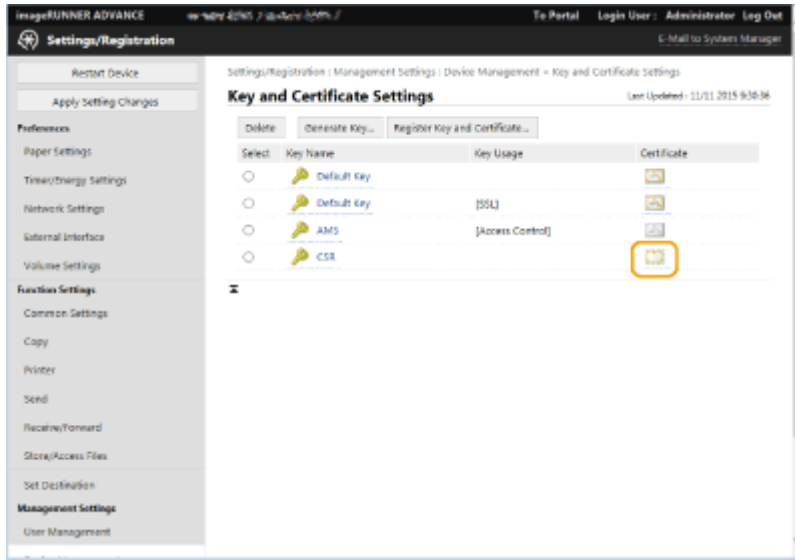 imageRUNNER ADVANCE
To Portal Login User : Administrator Log Out
Settings/Registration
E-Mail to System Manager
Restart Device
Apply Setting Changes
Settings/Registration : Management Settings : Device Management > Key and Certificate Settings
Key and Certificate Settings
Last Updated : 11/11 2015 9:30:36
Delete Generate Key... Register Key and Certificate...
Select Key Name Key Usage Certificate
Default Key
Default Key [SSL]
AMS [Access Control]
CSR
Preferences
Paper Settings
Timer/Energy Settings
Network Settings
External Interface
Volume Settings
Function Settings
Common Settings
Copy
Printer
Send
Receive/Forward
Store/Access Files
Set Destination
Management Settings
User Management